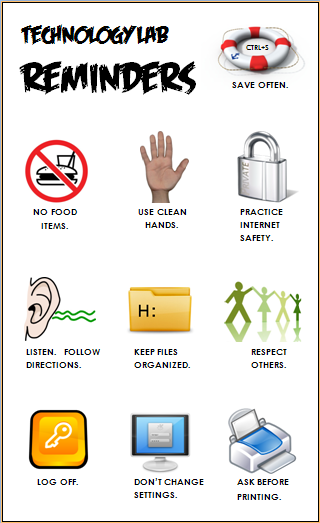 TECHNOLOGY LAB
REMINDERS
CTRL+S
SAVE OFTEN.
NO FOOD
ITEMS.
USE CLEAN
HANDS.
VATE
PRACTICE
INTERNET
SAFETY.
LISTEN. FOLLOW
DIRECTIONS.
H:
KEEP FILES
ORGANIZED.
RESPECT
OTHERS.
LOG OFF.
DON'T CHANGE
SETTINGS.
ASK BEFORE
PRINTING.